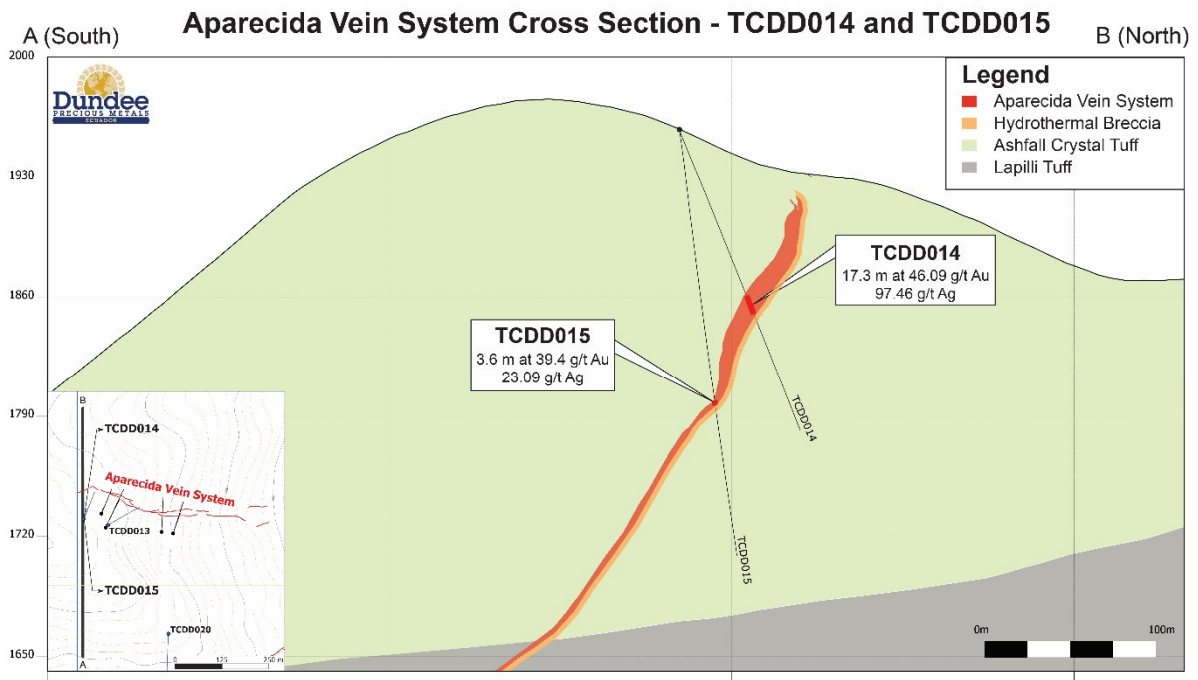 Aparecida Vein System Cross Section - TCDD014 and TCDD015
A (South)
B (North)
2000
1930
1860
1790
1720
1650
Dundee
PRECIOUS METALS
ECUADOR
Legend
Aparecida Vein System
Hydrothermal Breccia
Ashfall Crystal Tuff
Lapilli Tuff
TCDD014
17.3 m at 46.09 g/t Au
97.46 g/t Ag
TCDD015
3.6 m at 39.4 g/t Au
23.09 g/t Ag
TCDD014
TCDD015
B
TCDD014
Aparecida Vein System
TCDD013
TCDD015
TCDD020
A
0 125 250 m
0m 100m